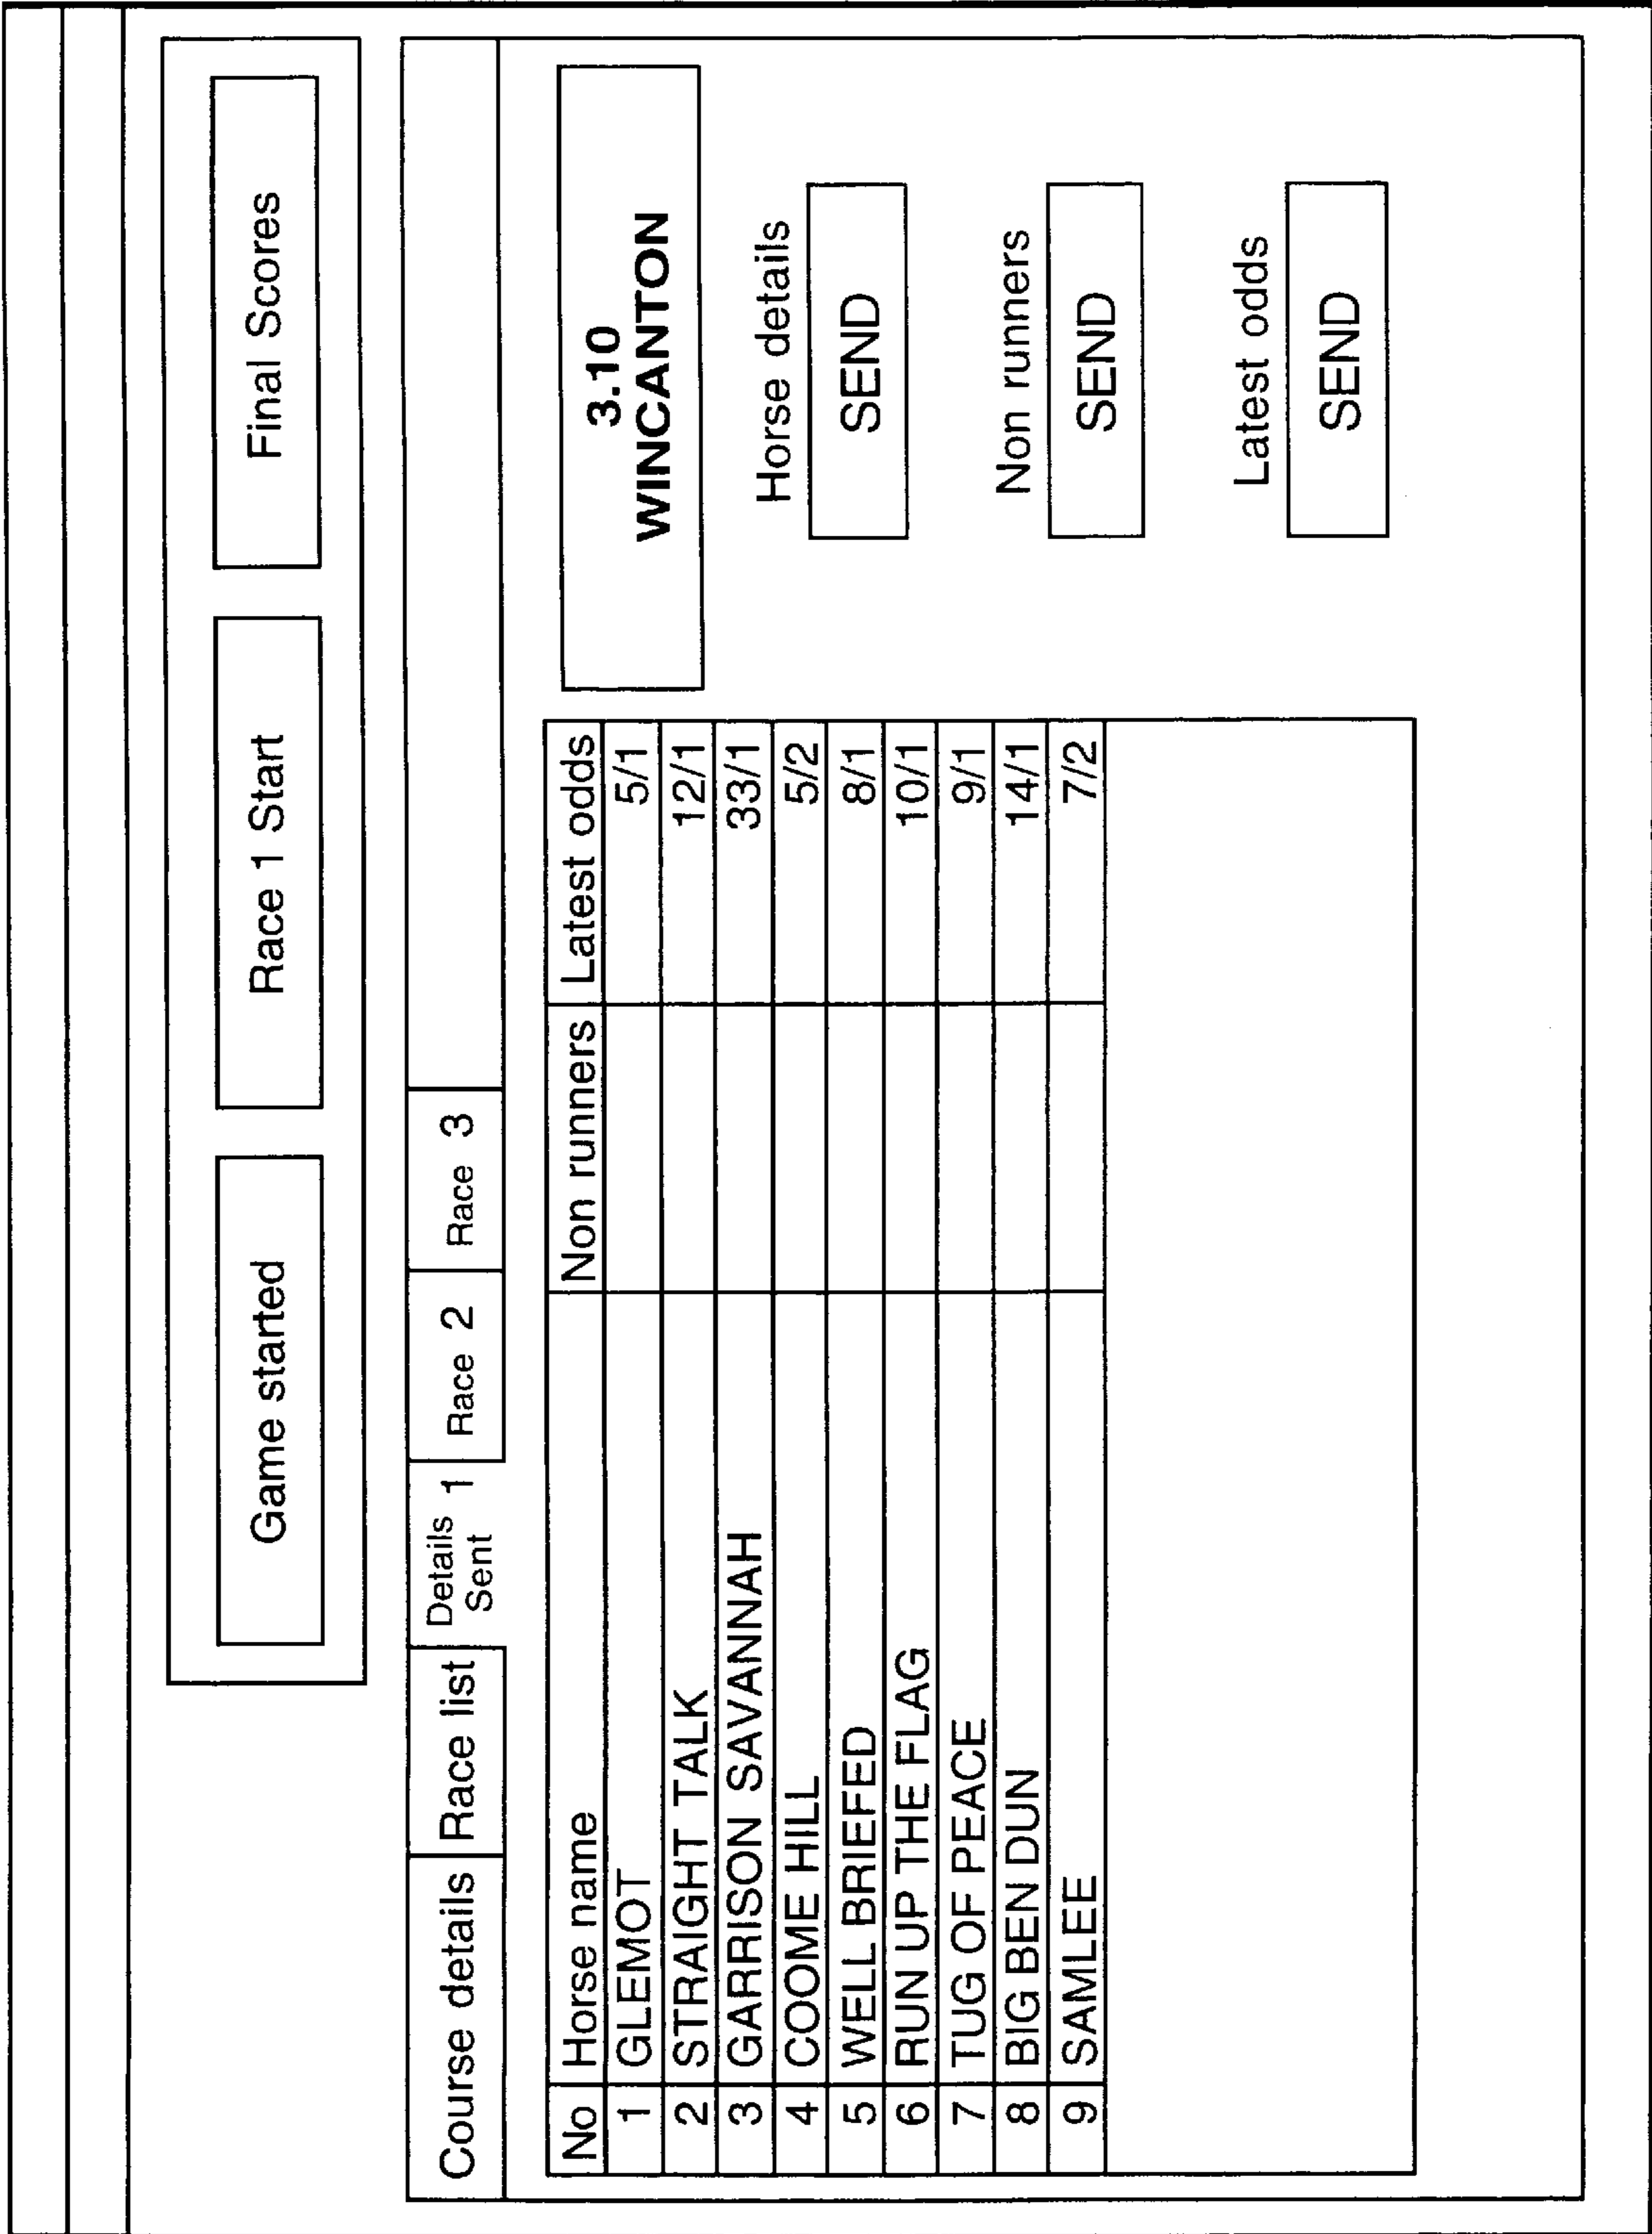 Game started Race 1 Start Final Scores
Course details Race list Details Sent 1 Race 2 Race 3
3.10
WINCANTON
No Horse name Non runners Latest odds
1 GLEMOT 5/1
2 STRAIGHT TALK 12/1
3 GARRISON SAVANNAH 33/1
4 COOME HILL 5/2
5 WELL BRIEFED 8/1
6 RUN UP THE FLAG 10/1
7 TUG OF PEACE 9/1
8 BIG BEN DUN 14/1
9 SAMLEE 7/2
Horse details
SEND
Non runners
SEND
Latest odds
SEND